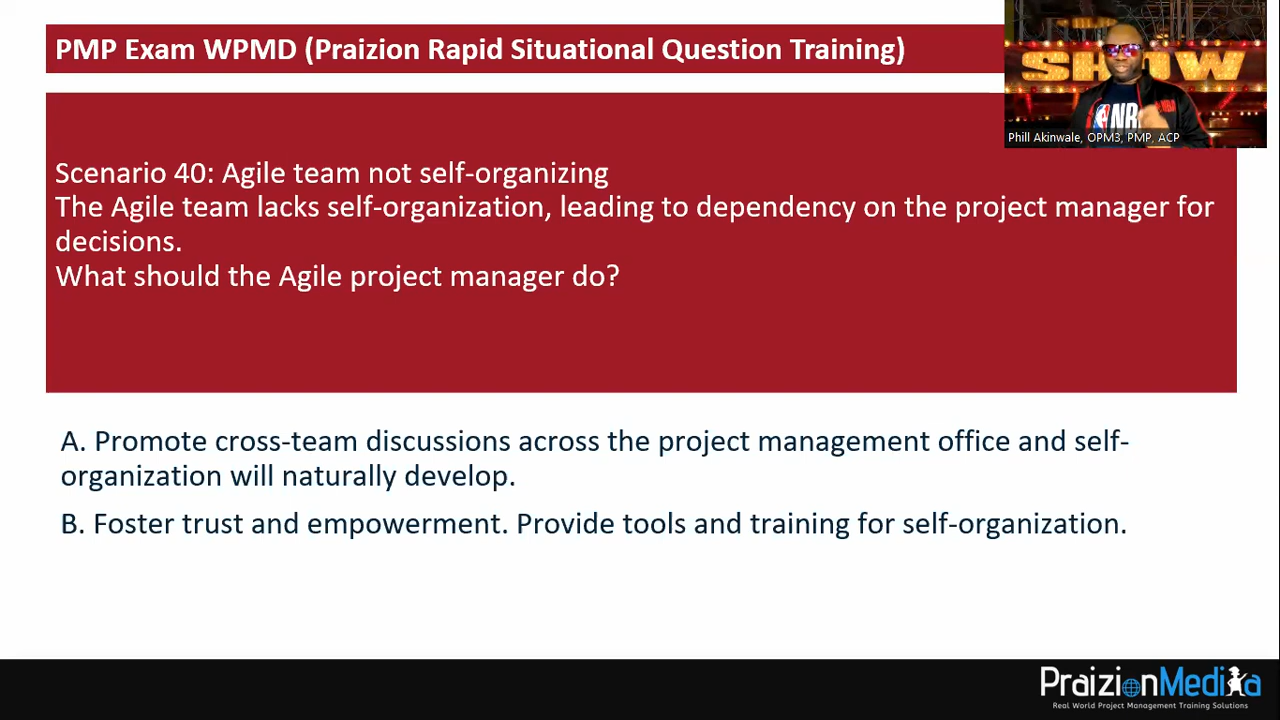 PMP Exam WPMD (Praizion Rapid Situational Question Training)
SHOW
NB
Phill Akinwale, OPM3, PMP, ACP
Scenario 40: Agile team not self-organizing
The Agile team lacks self-organization, leading to dependency on the project manager for
decisions.
What should the Agile project manager do?
A. Promote cross-team discussions across the project management office and self-
organization will naturally develop.
B. Foster trust and empowerment. Provide tools and training for self-organization.
PraizionMedia
Real World Project Management Training Solutions